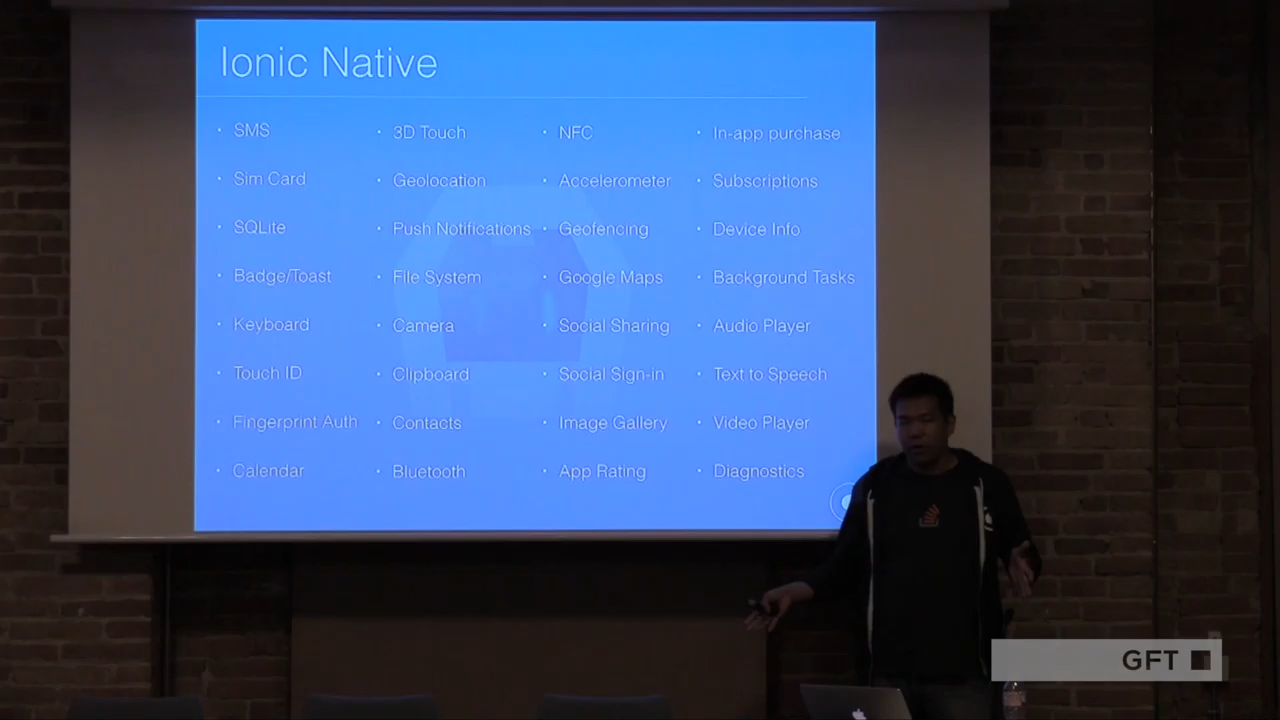 Ionic Native
• SMS
• Sim Card
• SQLite
• Badge/Toast
• Keyboard
• Touch ID
• Fingerprint Auth
• Calendar
• 3D Touch
• Geolocation
• Push Notifications
• File System
• Camera
• Clipboard
• Contacts
• Bluetooth
• NFC
• Accelerometer
• Geofencing
• Google Maps
• Social Sharing
• Social Sign-in
• Image Gallery
• App Rating
• In-app purchase
• Subscriptions
• Device Info
• Background Tasks
• Audio Player
• Text to Speech
• Video Player
• Diagnostics
GFT